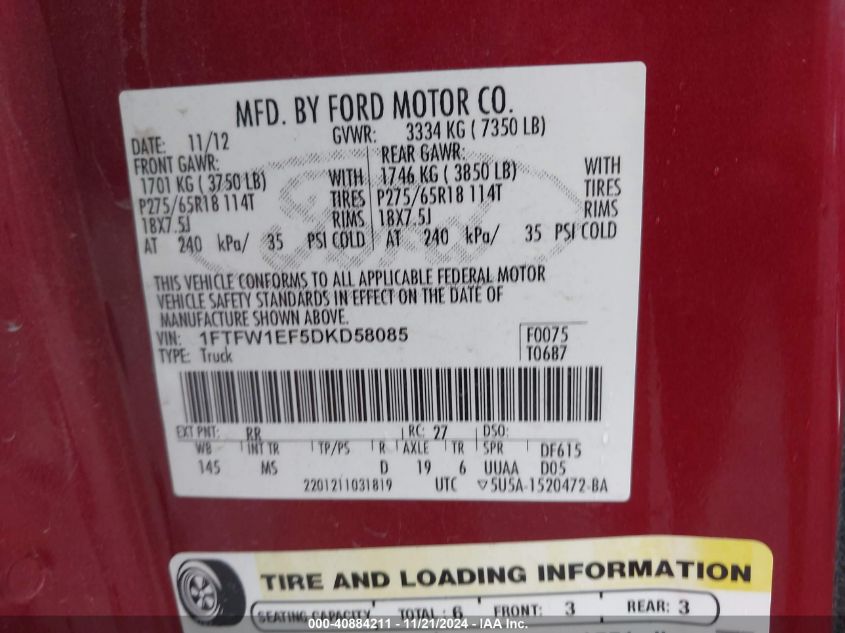 MFD. BY FORD MOTOR CO.
DATE: 11/12 GVWR: 3334 KG ( 7350 LB)
FRONT GAWR: REAR GAWR:
1701 KG ( 3750 LB) WITH 1746 KG ( 3850 LB) WITH
P275/65R18 114T TIRES P275/65R18 114T TIRES
18X7.5J RIMS 18X7.5J RIMS
AT 240 kPa/ 35 PSI COLD AT 240 kPa/ 35 PSI COLD
THIS VEHICLE CONFORMS TO ALL APPLICABLE FEDERAL MOTOR
VEHICLE SAFETY STANDARDS IN EFFECT ON THE DATE OF
MANUFACTURE SHOWN ABOVE.
VIN: 1FTFW1EF5DKD58085 F0075
TYPE: Truck T0687
EXT PNT: RR RC: 27 DSO:
WB INT TR TP/PS R AXLE TR SPR DF615
145 MS D 19 6 UUAA D05
2201211031819 UTC ▽5U5A-1520472-BA
TIRE AND LOADING INFORMATION
SEATING CAPACITY TOTAL : 6 FRONT: 3 REAR: 3
000-40884211 - 11/21/2024 - IAA, Inc.